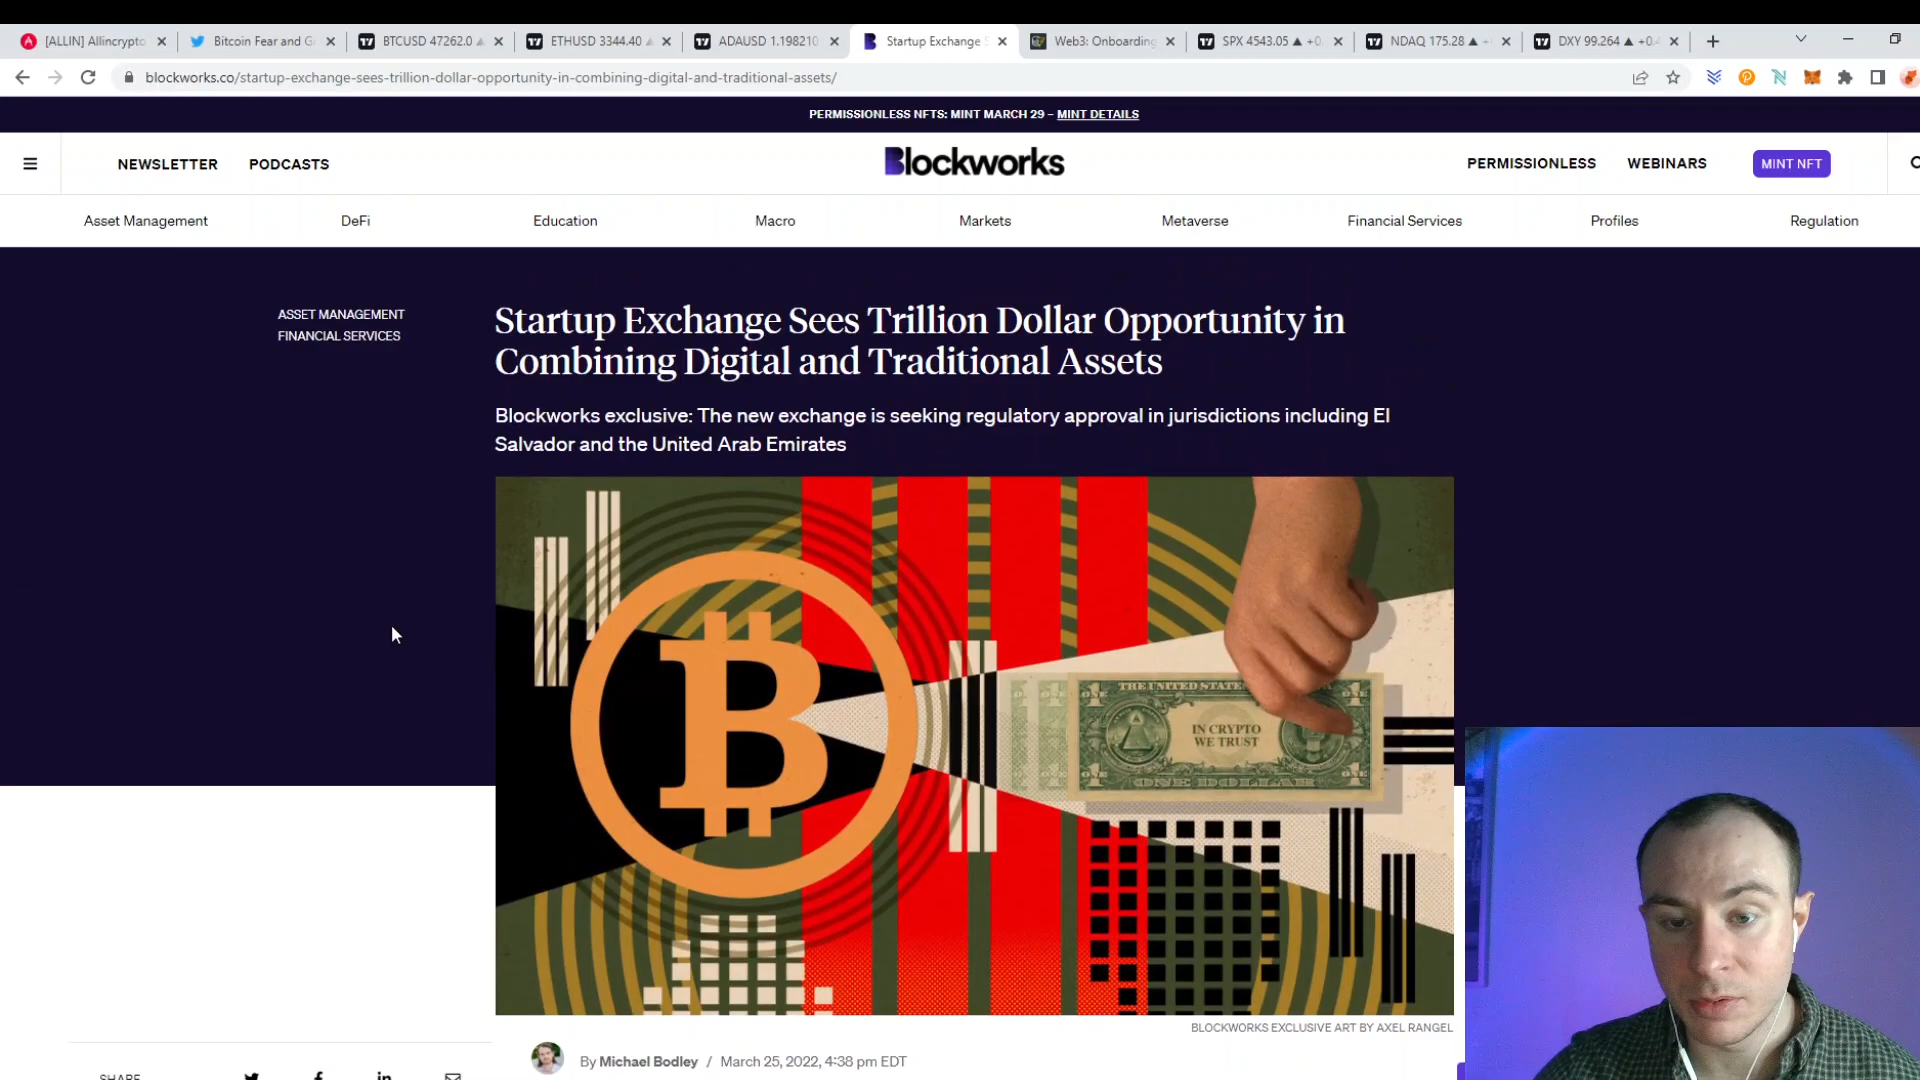 [ALLIN] Allincrypto
Bitcoin Fear and G
BTCUSD 47262.0
ETHUSD 3344.40
ADAUSD 1.198210
Startup Exchange S
Web3: Onboarding
SPX 4543.05 ▲ +0
NDAQ 175.28 ▲
DXY 99.264 ▲ +0
blockworks.co/startup-exchange-sees-trillion-dollar-opportunity-in-combining-digital-and-traditional-assets/
PERMISSIONLESS NFTS: MINT MARCH 29 – MINT DETAILS
NEWSLETTER
PODCASTS
Blockworks
PERMISSIONLESS
WEBINARS
MINT NFT
Asset Management
DeFi
Education
Macro
Markets
Metaverse
Financial Services
Profiles
Regulation
ASSET MANAGEMENT
FINANCIAL SERVICES
Startup Exchange Sees Trillion Dollar Opportunity in
Combining Digital and Traditional Assets
Blockworks exclusive: The new exchange is seeking regulatory approval in jurisdictions including El
Salvador and the United Arab Emirates
THE UNITED STATE
IN CRYPTO
WE TRUST
ONE DOLLAR
BLOCKWORKS EXCLUSIVE ART BY AXEL RANGEL
By Michael Bodley / March 25, 2022, 4:38 pm EDT
SHARE